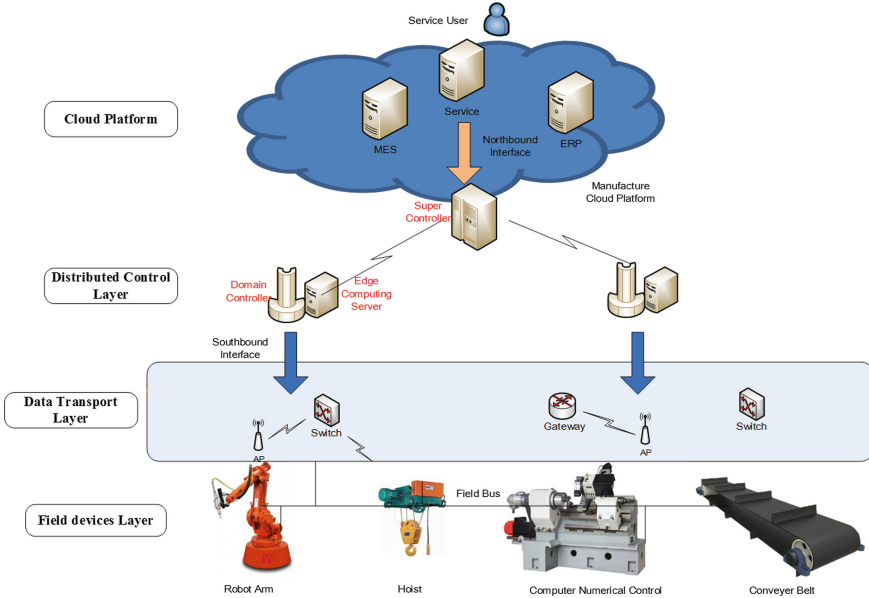 Service User
Cloud Platform
Service
MES
ERP
Northbound
Interface
Manufacture
Cloud Platform
Super
Controller
Distributed Control
Layer
Domain
Controller
Edge
Computing
Server
Southbound
Interface
Data Transport
Layer
AP
Switch
Gateway
AP
Switch
Field devices Layer
Field Bus
Robot Arm
Hoist
Computer Numerical Control
Conveyer Belt